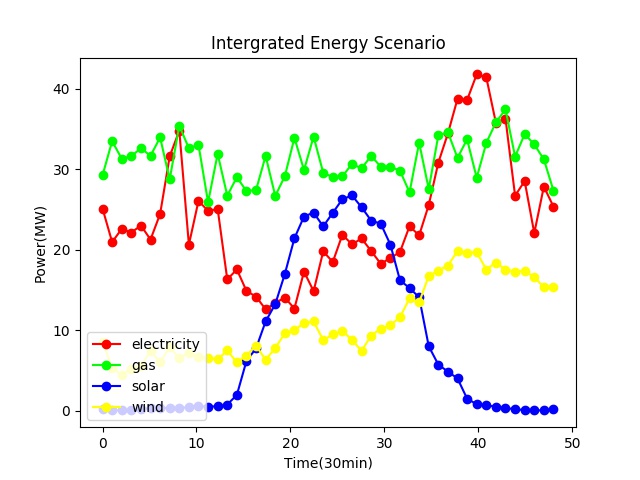 Intergrated Energy Scenario
Power(MW)
40
30
20
10
0
electricity
gas
solar
wind
0 10 20 30 40 50
Time(30min)